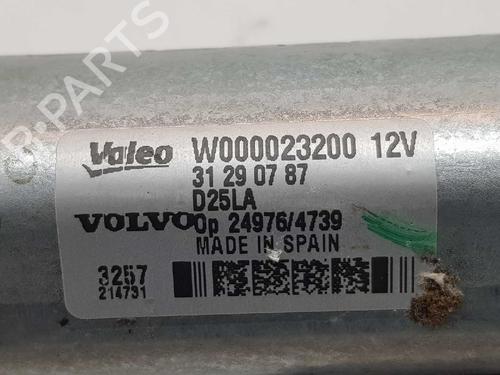 B-PARTS
Valeo W000023200 12V
31 29 07 87
D25LA
VOLVO Op 24976/4739
MADE IN SPAIN
3257
214731